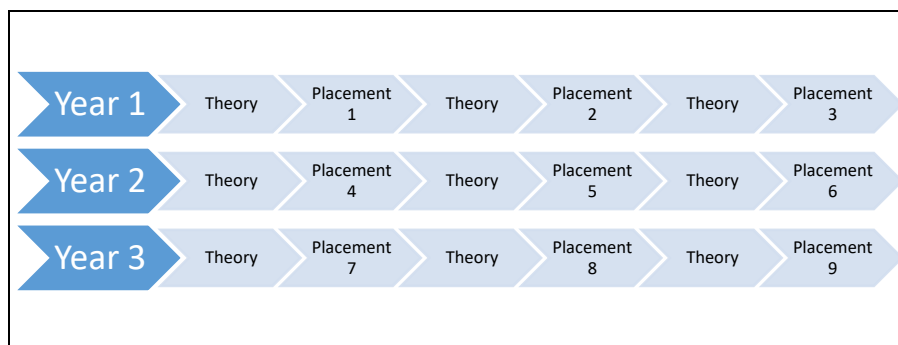 Year 1
Theory
Placement
1
Theory
Placement
2
Theory
Placement
3
Year 2
Theory
Placement
4
Theory
Placement
5
Theory
Placement
6
Year 3
Theory
Placement
7
Theory
Placement
8
Theory
Placement
9